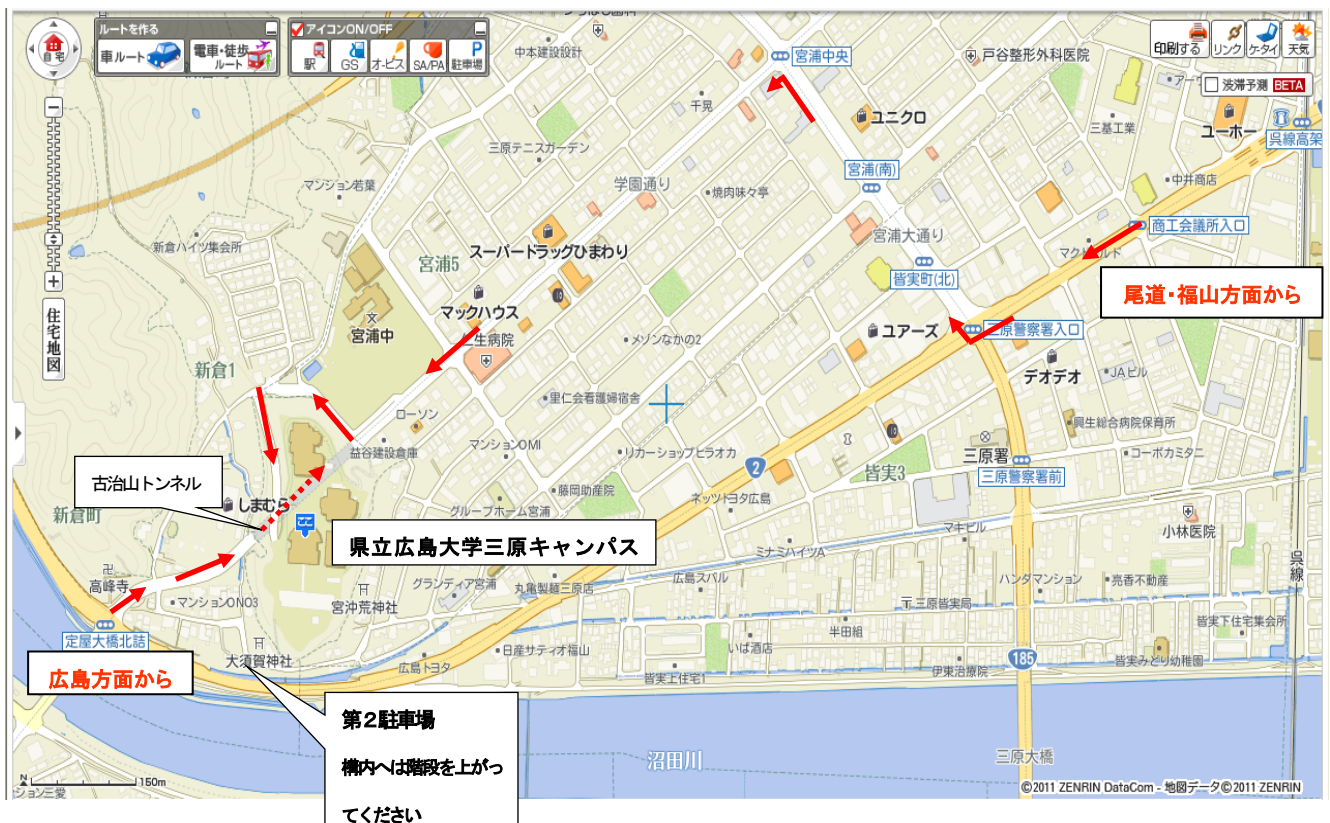 ルートを作る
車ルート
電車・徒歩
ルート
アイコンON/OFF
駅
GS
オービス
SA/PA
駐車場
自宅
中本建設設計
宮浦中央
戸谷整形外科医院
印刷する
リンク
ケータイ
天気
渋滞予測 BETA
千晃
ユニクロ
三基工業
ユーホー
呉線高架
三原テニスガーデン
マンション若葉
学園通り
焼肉味々亭
宮浦(南)
中井商店
商工会議所入口
新倉ハイツ集会所
スーパードラッグひまわり
宮浦5
宮浦大通り
皆実町(北)
尾道・福山方面から
住宅地図
マックハウス
宮浦中
三生病院
メゾンなかの2
ユアーズ
三原警察署入口
デオデオ
JAビル
新倉1
里仁会看護婦宿舎
ローソン
益谷建設倉庫
マンションOMI
リカーショップヒラオカ
2
興生総合病院保育所
三原署
コーポカミタニ
三原警察署前
皆実3
古治山トンネル
しまむら
藤岡助産院
グループホーム宮浦
ネッツトヨタ広島
新倉町
県立広島大学三原キャンパス
マキビル
小林医院
ミナミハイツA
呉線
高峰寺
マンションONO3
グランディア宮浦
丸亀製麺三原店
広島スバル
ハンダマンション
亮香不動産
宮沖荒神社
三原皆実局
定屋大橋北詰
半田組
皆実下住宅集会所
大須賀神社
広島トヨタ
日産サティオ福山
いば酒店
185
皆実みどり幼稚園
伊東治療院
皆実上住宅1
広島方面から
第2駐車場
構内へは階段を上がっ
てください
沼田川
三原大橋
N
150m
©2011 ZENRIN DataCom - 地図データ©2011 ZENRIN